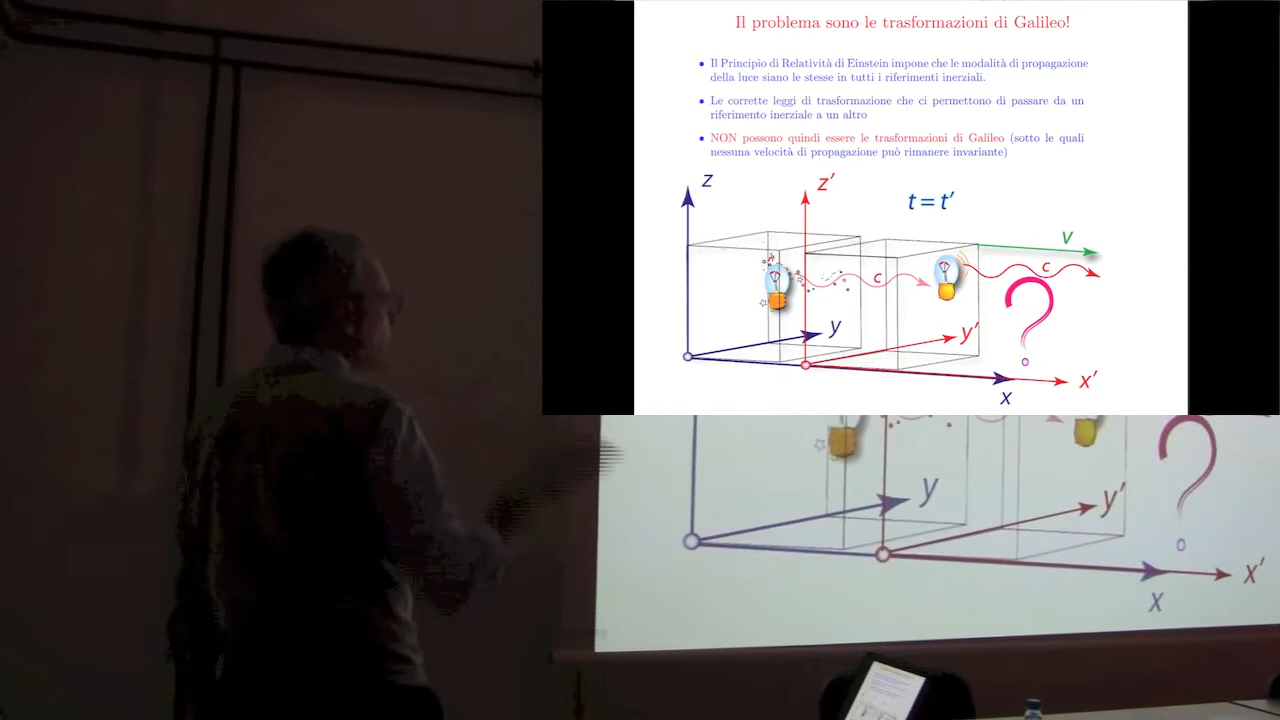 Il problema sono le trasformazioni di Galileo!
• Il Principio di Relatività di Einstein impone che le modalità di propagazione
della luce siano le stesse in tutti i riferimenti inerziali.
• Le corrette leggi di trasformazione che ci permettono di passare da un
riferimento inerziale a un altro
• NON possono quindi essere le trasformazioni di Galileo (sotto le quali
nessuna velocità di propagazione può rimanere invariante)
z
z′
t = t′
v
c
c
?
y
y′
x′
x
?
y
y′
x′
x